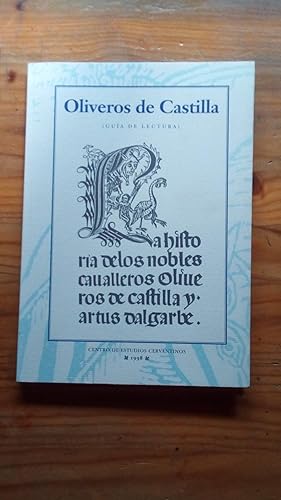 Oliveros de Castilla
(GUÍA DE LECTURA)
La histo
ria delos nobles
caualleros Oliue
ros de castilla y
artus dalgarbe.
CENTRO DE ESTUDIOS CERVANTINOS
1998